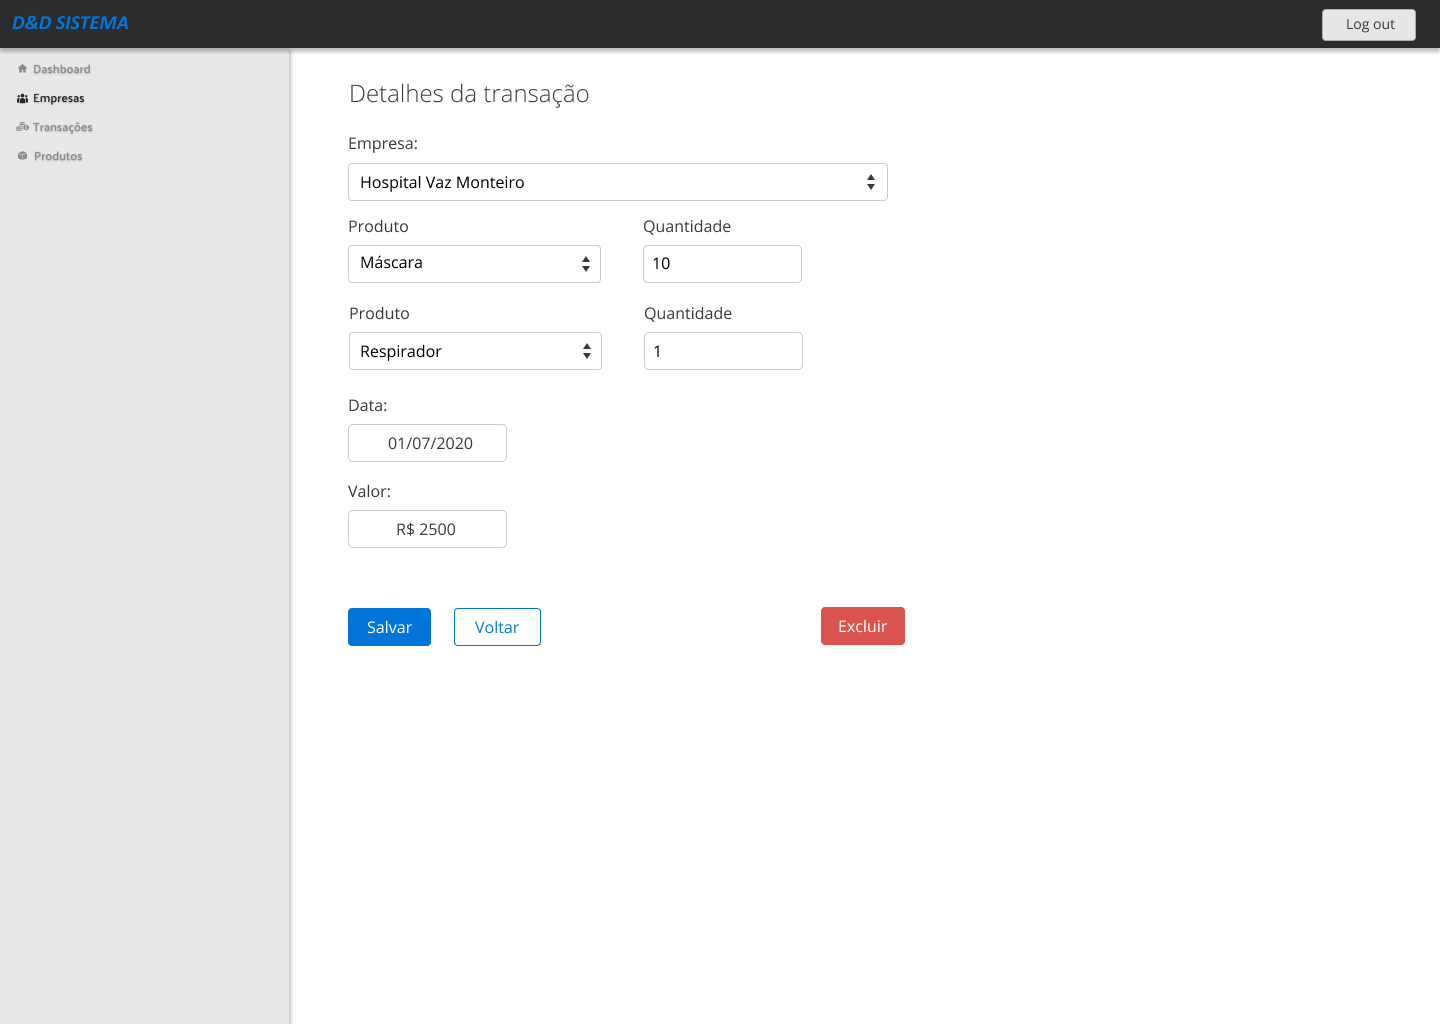 D&D SISTEMA
Log out
Dashboard
Empresas
Transações
Produtos
Detalhes da transação
Empresa:
Hospital Vaz Monteiro
Produto Quantidade
Máscara 10
Produto Quantidade
Respirador 1
Data:
01/07/2020
Valor:
R$ 2500
Salvar Voltar Excluir